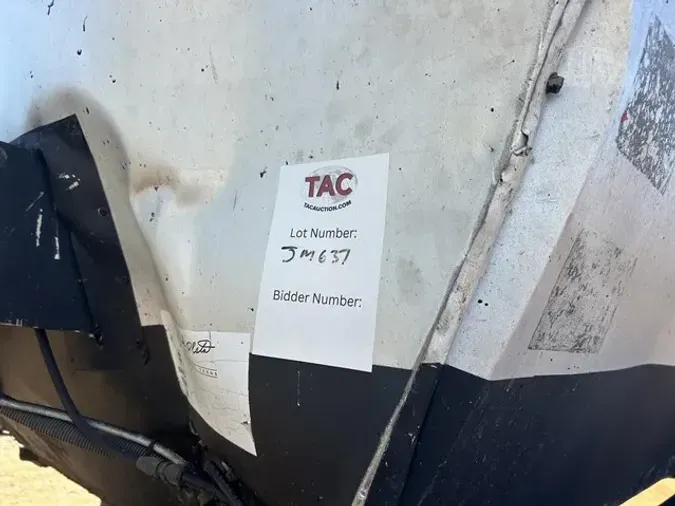 TAC
TACAUCTION.COM
Lot Number:
JM637
Bidder Number: